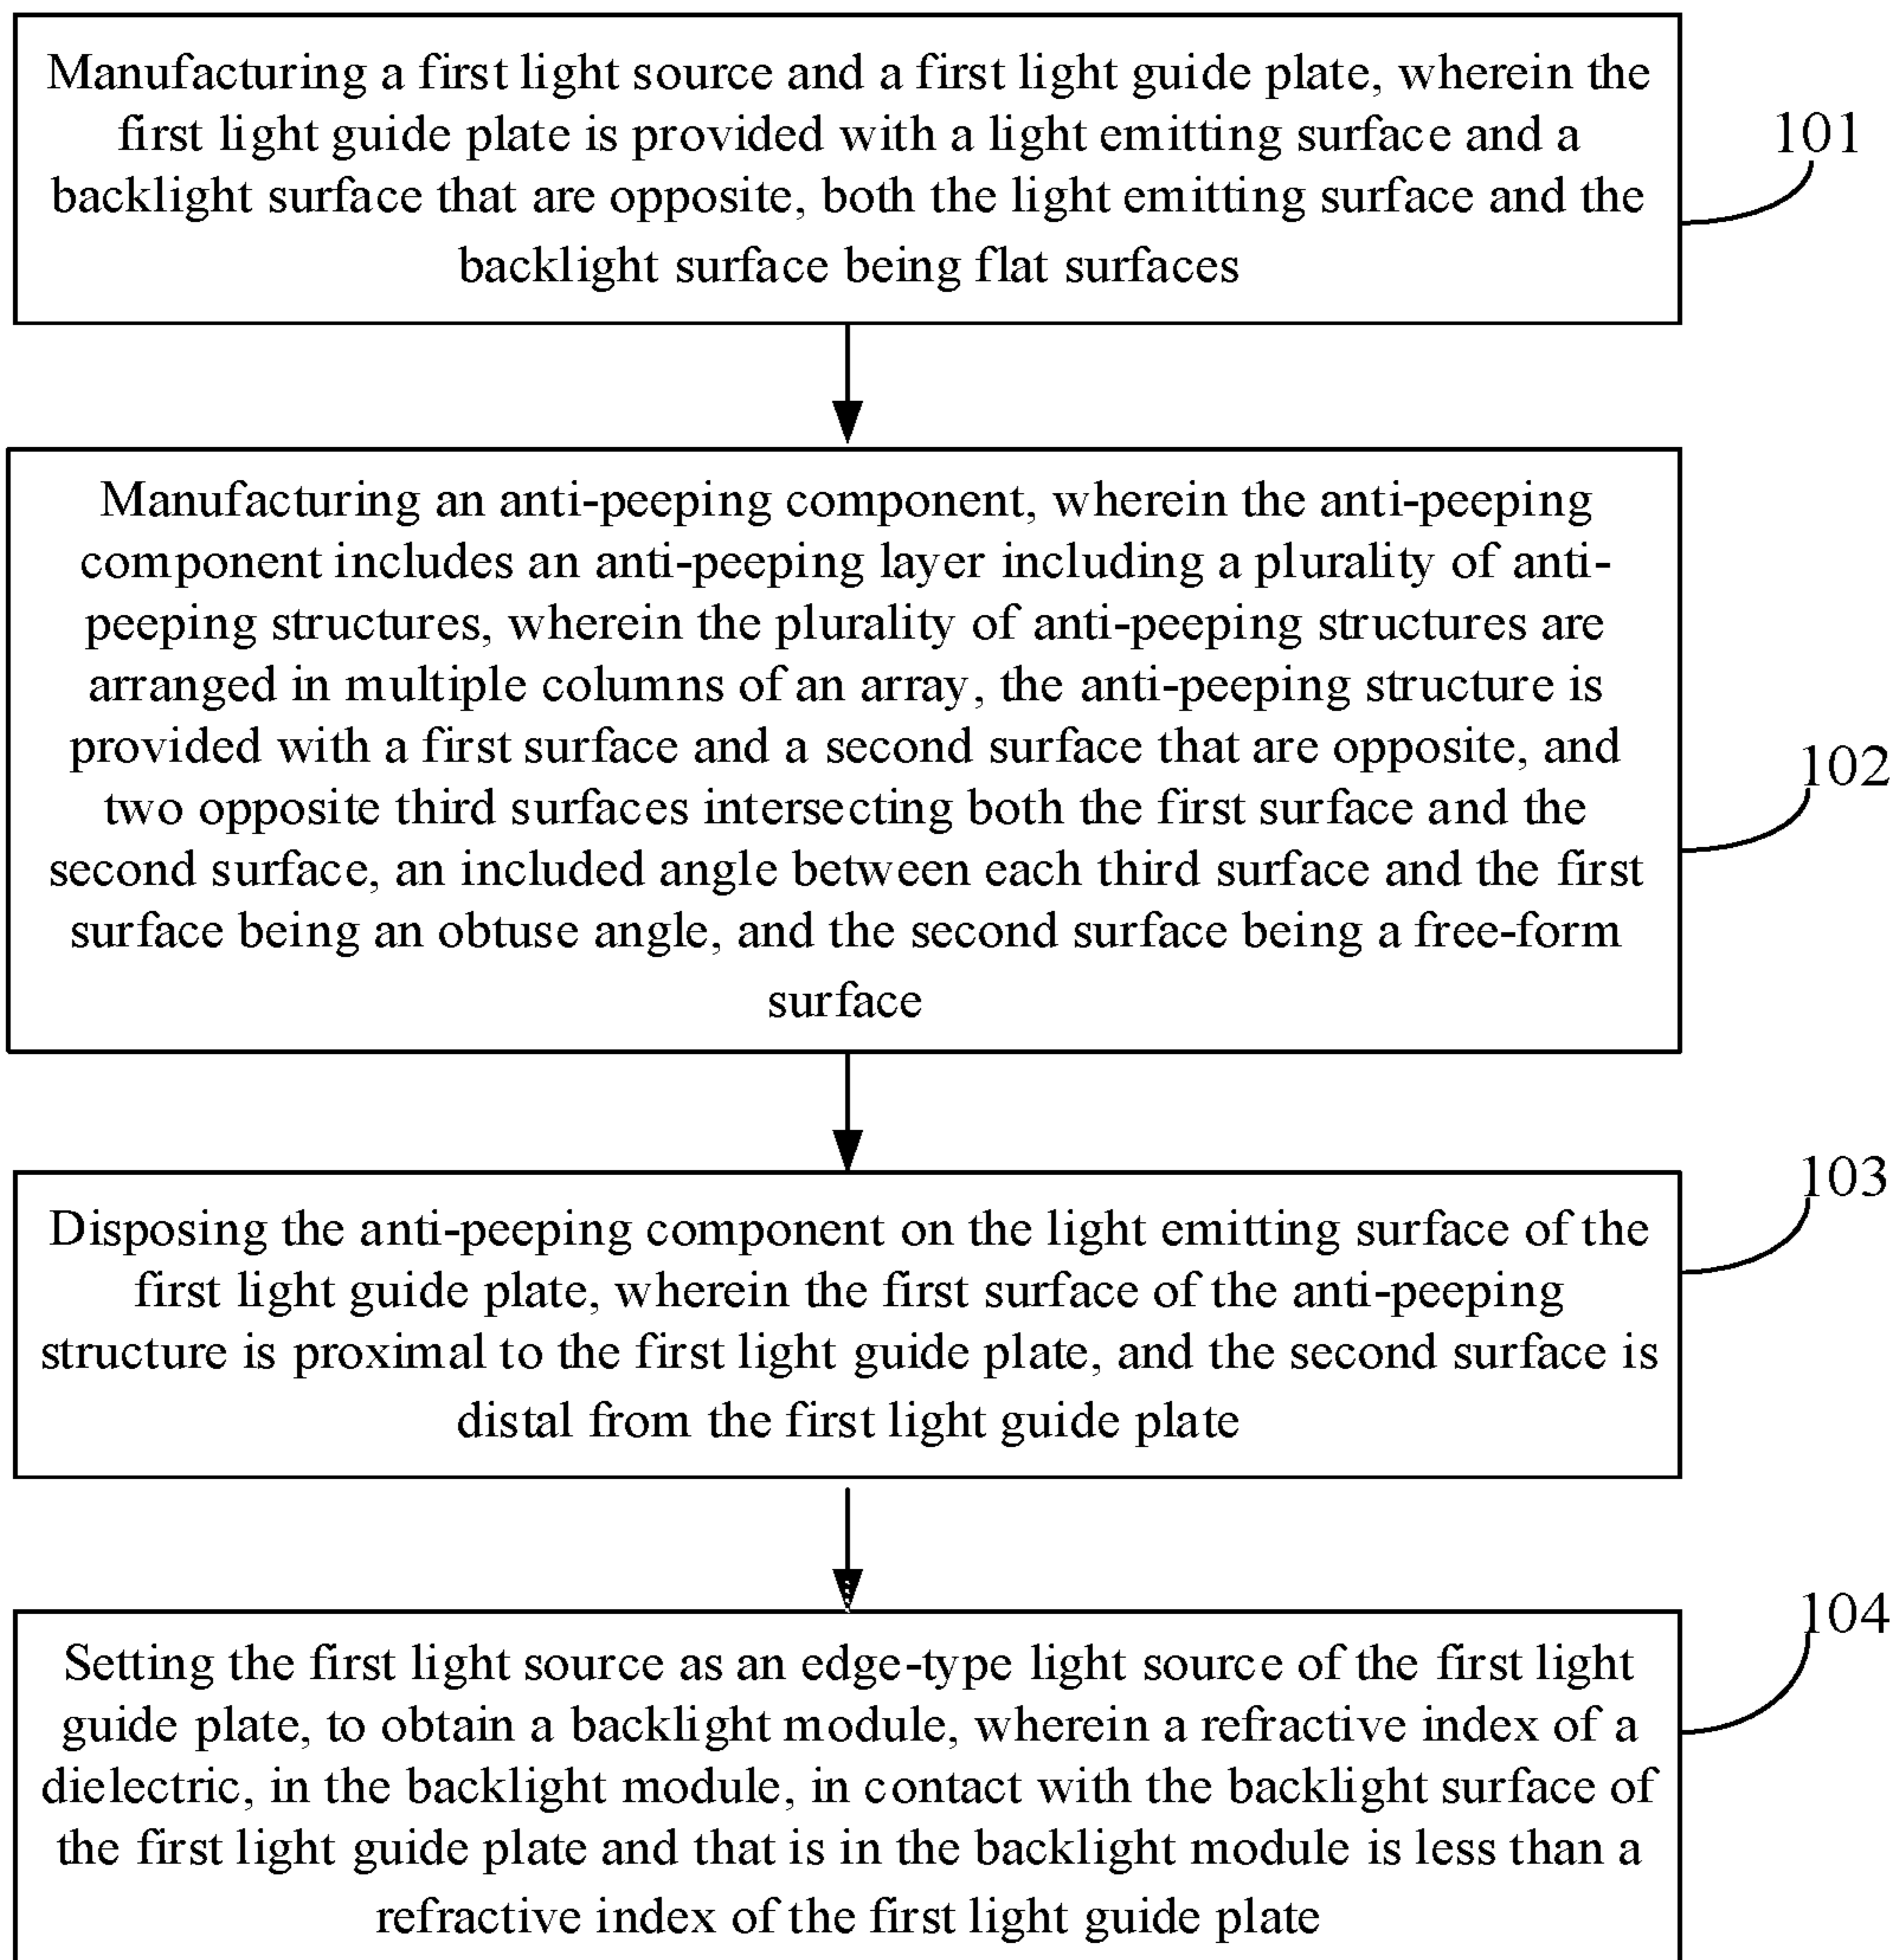 Manufacturing a first light source and a first light guide plate, wherein the
first light guide plate is provided with a light emitting surface and a
backlight surface that are opposite, both the light emitting surface and the
backlight surface being flat surfaces
101
Manufacturing an anti-peeping component, wherein the anti-peeping
component includes an anti-peeping layer including a plurality of anti-
peeping structures, wherein the plurality of anti-peeping structures are
arranged in multiple columns of an array, the anti-peeping structure is
provided with a first surface and a second surface that are opposite, and
two opposite third surfaces intersecting both the first surface and the
second surface, an included angle between each third surface and the first
surface being an obtuse angle, and the second surface being a free-form
surface
102
Disposing the anti-peeping component on the light emitting surface of the
first light guide plate, wherein the first surface of the anti-peeping
structure is proximal to the first light guide plate, and the second surface is
distal from the first light guide plate
103
Setting the first light source as an edge-type light source of the first light
guide plate, to obtain a backlight module, wherein a refractive index of a
dielectric, in the backlight module, in contact with the backlight surface of
the first light guide plate and that is in the backlight module is less than a
refractive index of the first light guide plate
104